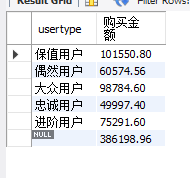 Result Grid Filter Rows:
usertype 购买金额
保值用户 101550.80
偶然用户 60574.56
大众用户 98784.60
忠诚用户 49997.40
进阶用户 75291.60
NULL 386198.96